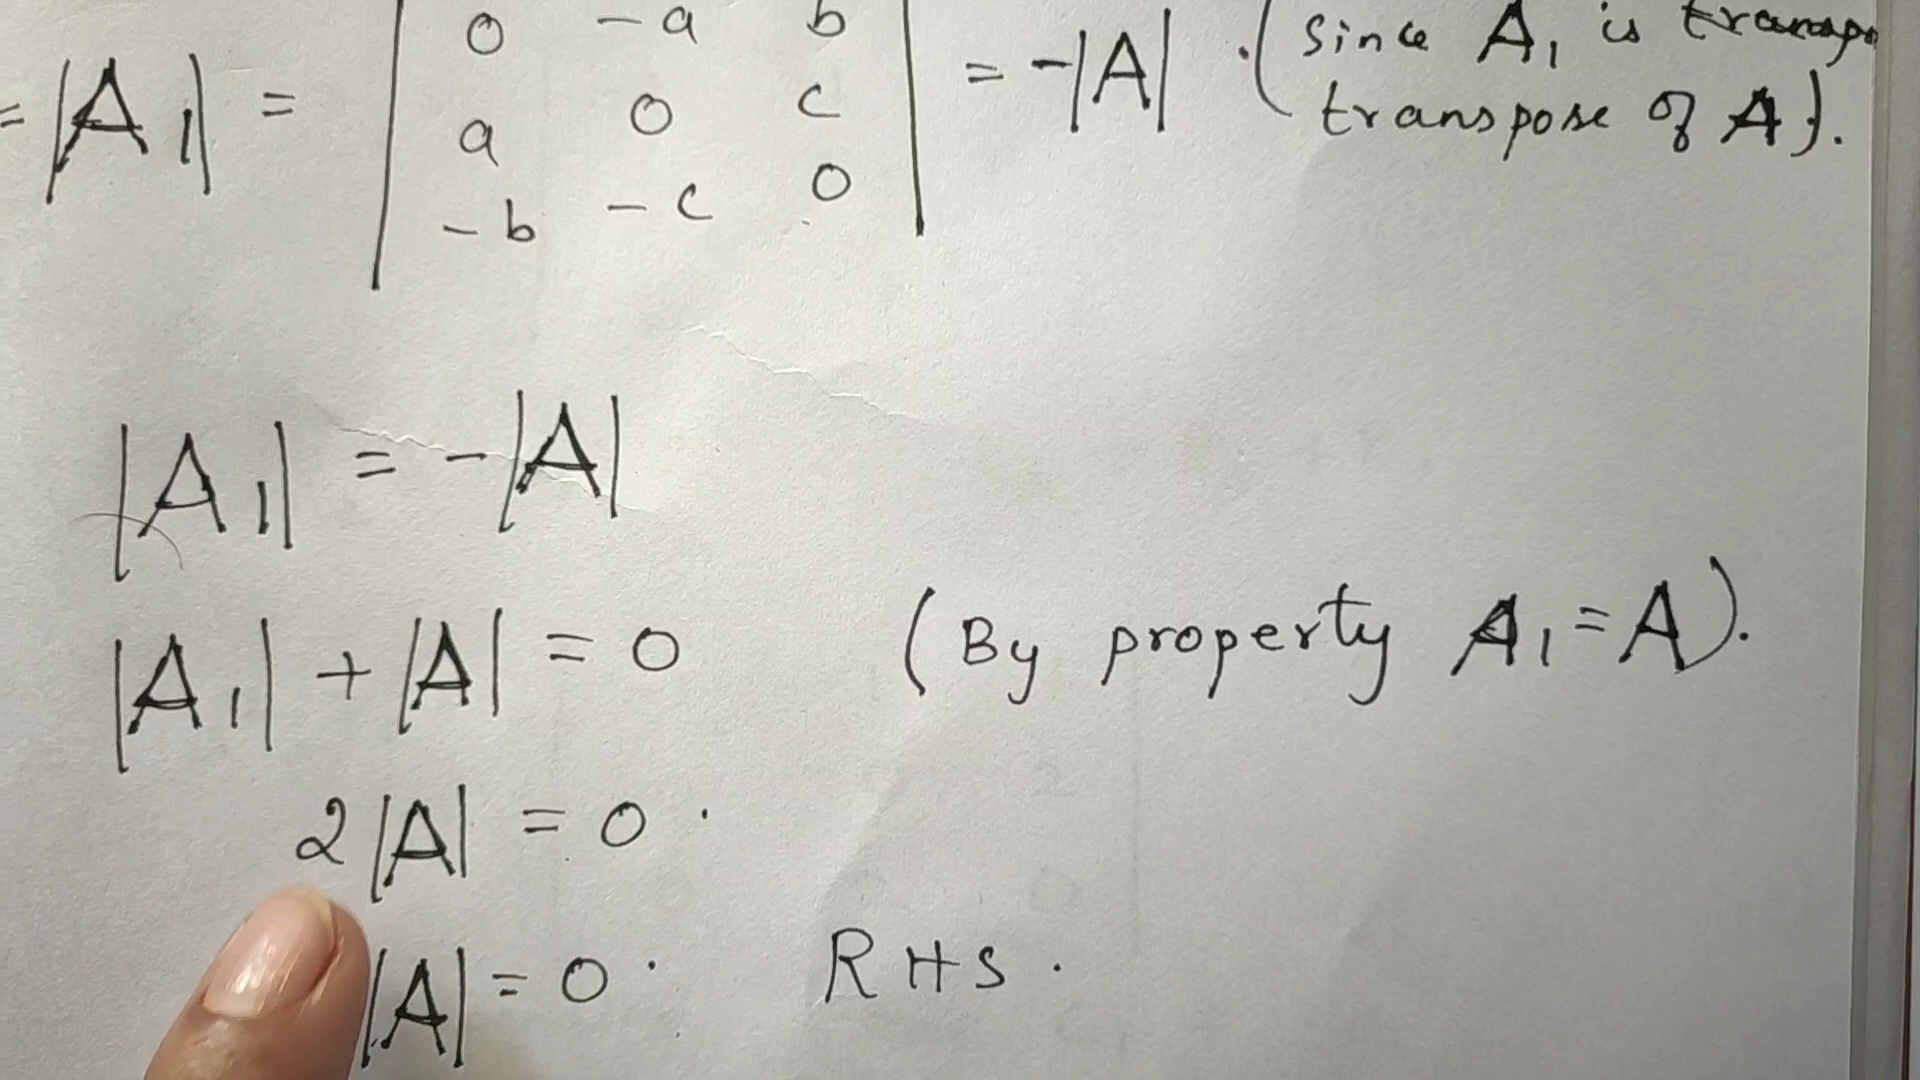 = |A₁| = | 0 -a b | = -|A| . (since A₁ is
a 0 c transpose of A).
-b -c 0
|A₁| = -|A|
|A₁| + |A| = 0 (By property A₁ = A).
2|A| = 0.
|A| = 0. RHS.